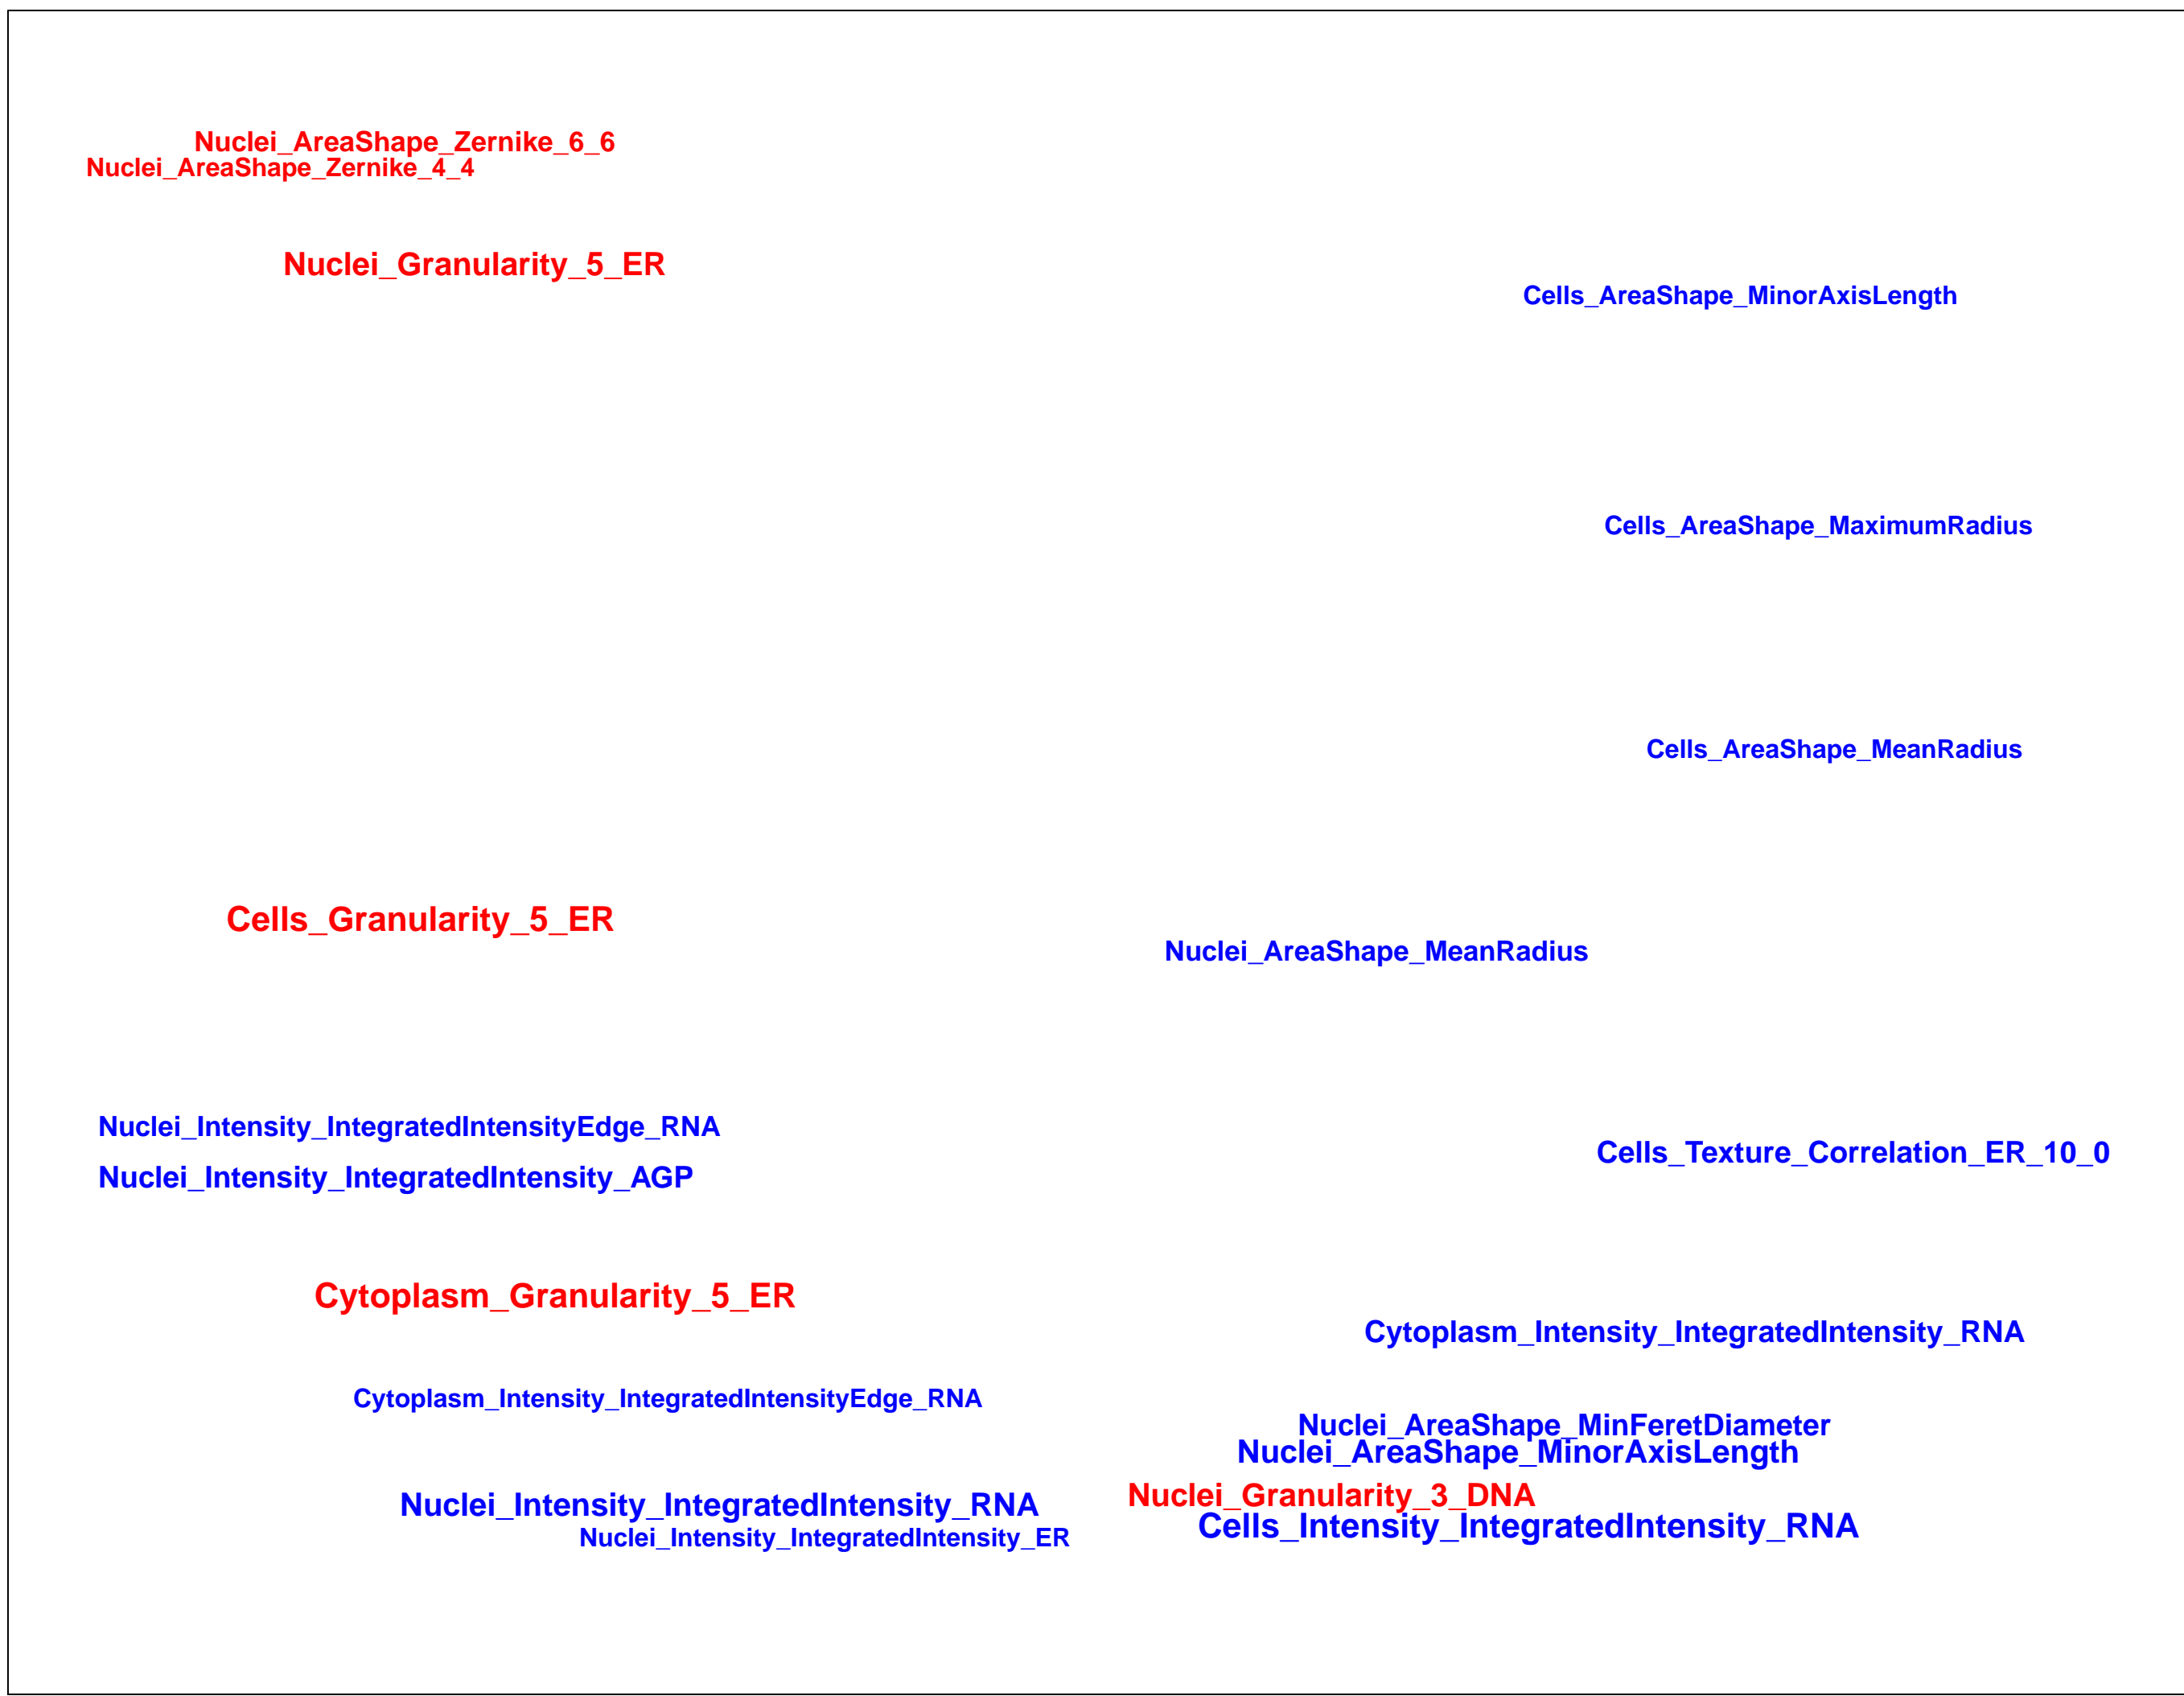 Nuclei_AreaShape_Zernike_6_6
Nuclei_AreaShape_Zernike_4_4
Nuclei_Granularity_5_ER
Cells_AreaShape_MinorAxisLength
Cells_AreaShape_MaximumRadius
Cells_AreaShape_MeanRadius
Cells_Granularity_5_ER
Nuclei_AreaShape_MeanRadius
Nuclei_Intensity_IntegratedIntensityEdge_RNA
Cells_Texture_Correlation_ER_10_0
Nuclei_Intensity_IntegratedIntensity_AGP
Cytoplasm_Granularity_5_ER
Cytoplasm_Intensity_IntegratedIntensity_RNA
Cytoplasm_Intensity_IntegratedIntensityEdge_RNA
Nuclei_AreaShape_MinFeretDiameter
Nuclei_AreaShape_MinorAxisLength
Nuclei_Granularity_3_DNA
Nuclei_Intensity_IntegratedIntensity_RNA
Cells_Intensity_IntegratedIntensity_RNA
Nuclei_Intensity_IntegratedIntensity_ER